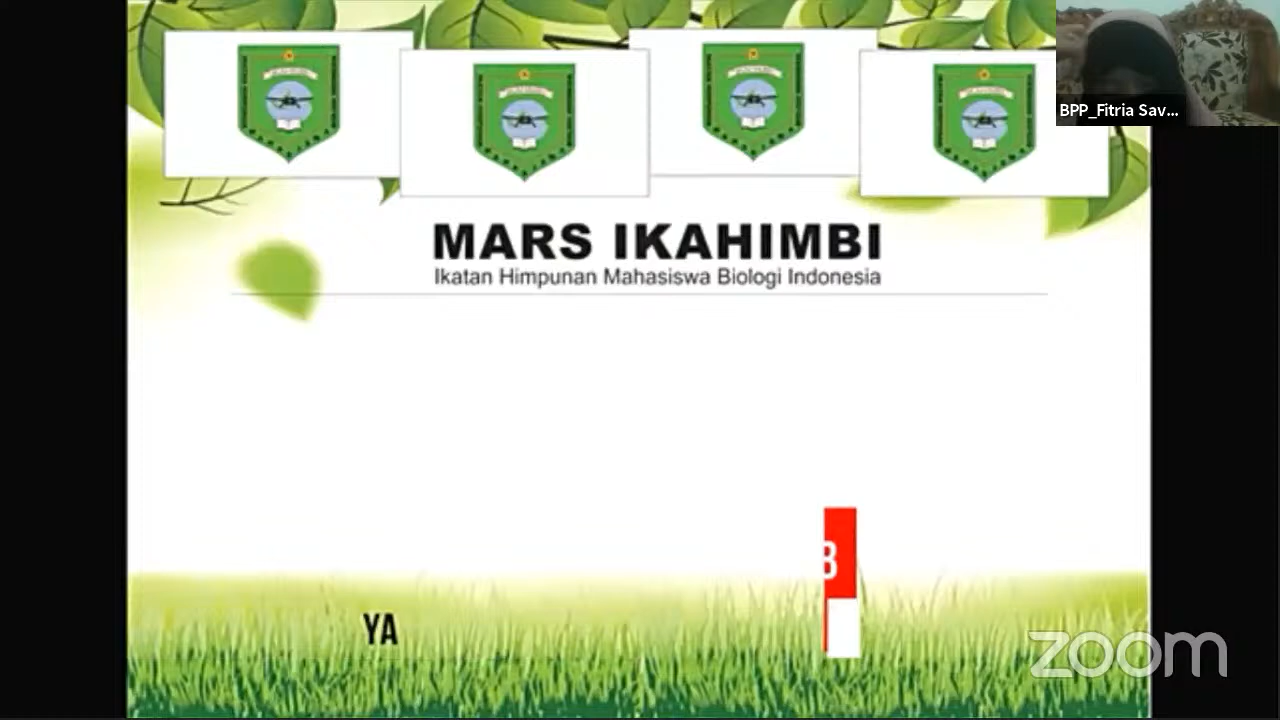 BPP_Fitria Sav...
MARS IKAHIMBI
Ikatan Himpunan Mahasiswa Biologi Indonesia
B
YA
zoom